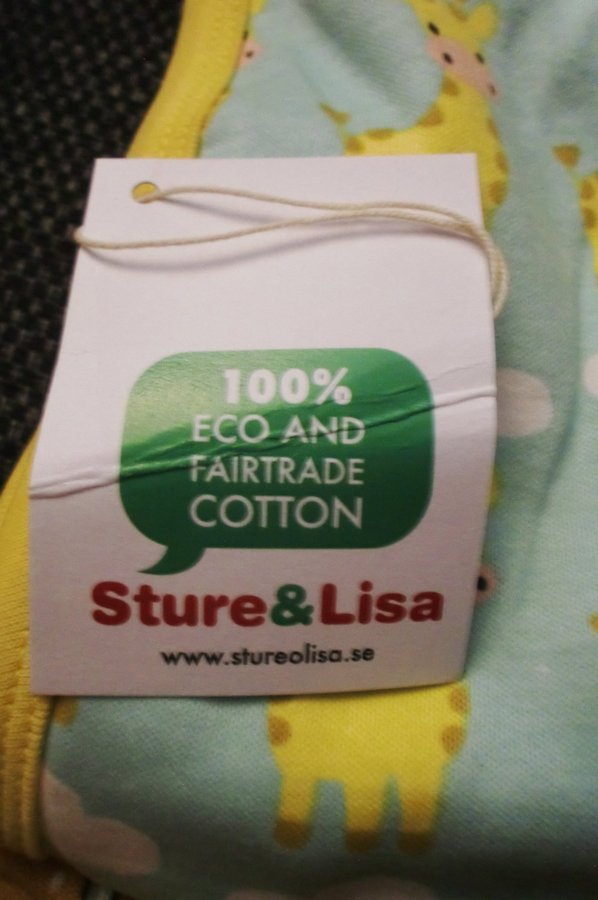 100%
ECO AND
FAIRTRADE
COTTON
Sture&Lisa
www.stureolisa.se